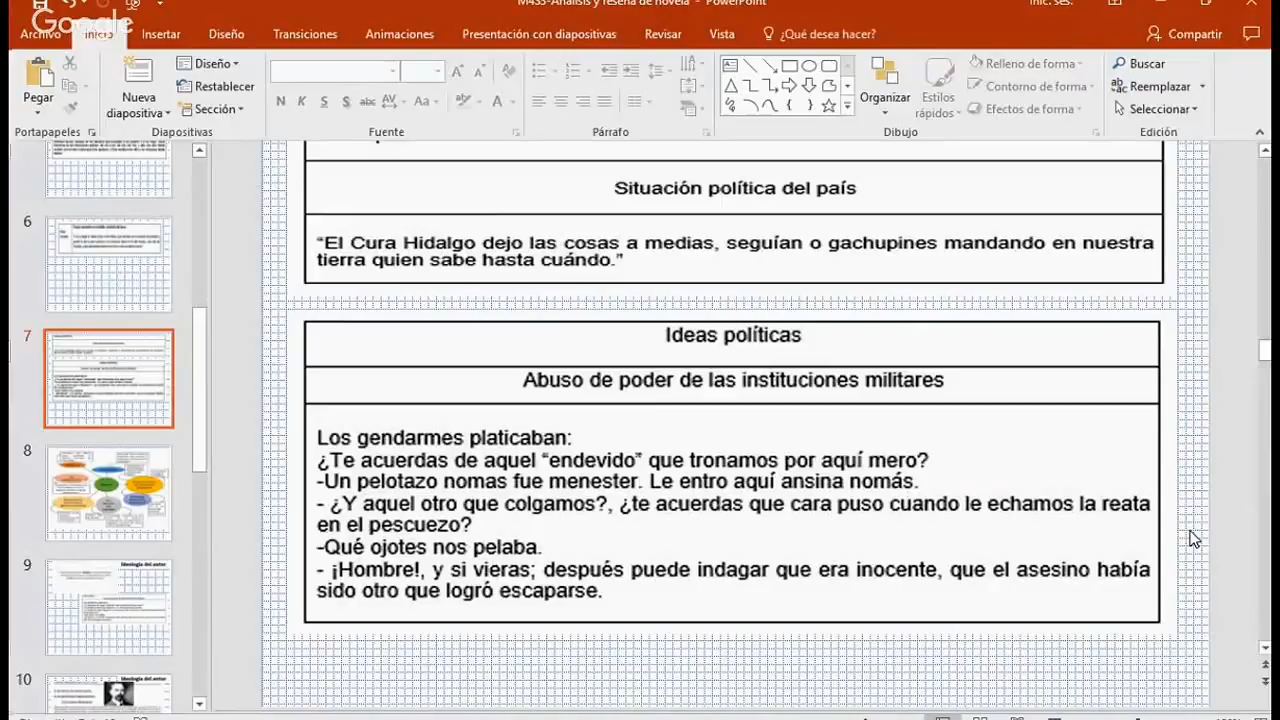 M433-Análisis y reseña de novela - PowerPoint
Inic. ses.
Google
Archivo Inicio Insertar Diseño Transiciones Animaciones Presentación con diapositivas Revisar Vista ¿Qué desea hacer? Compartir
Pegar
Nueva diapositiva
Diseño
Restablecer
Sección
N K S S abc AV Aa A
Organizar
Estilos rápidos
Relleno de forma
Contorno de forma
Efectos de forma
Buscar
Reemplazar
Seleccionar
Portapapeles Diapositivas Fuente Párrafo Dibujo Edición
6
7
8
9
Ideología del autor
10
Ideología del autor
Situación política del país
“El Cura Hidalgo dejo las cosas a medias, seguían o gachupines mandando en nuestra
tierra quien sabe hasta cuándo.”
Ideas políticas
Abuso de poder de las instituciones militares
Los gendarmes platicaban:
¿Te acuerdas de aquel “endevido” que tronamos por aquí mero?
-Un pelotazo nomas fue menester. Le entro aquí ansina nomás.
- ¿Y aquel otro que colgamos?, ¿te acuerdas que cara puso cuando le echamos la reata
en el pescuezo?
-Qué ojotes nos pelaba.
- ¡Hombre!, y si vieras; después puede indagar que era inocente, que el asesino había
sido otro que logró escaparse.